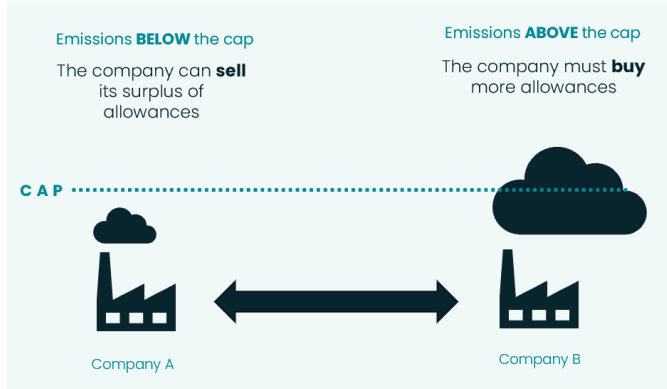 Emissions BELOW the cap
The company can sell
its surplus of
allowances
Emissions ABOVE the cap
The company must buy
more allowances
CAP
Company A
Company B